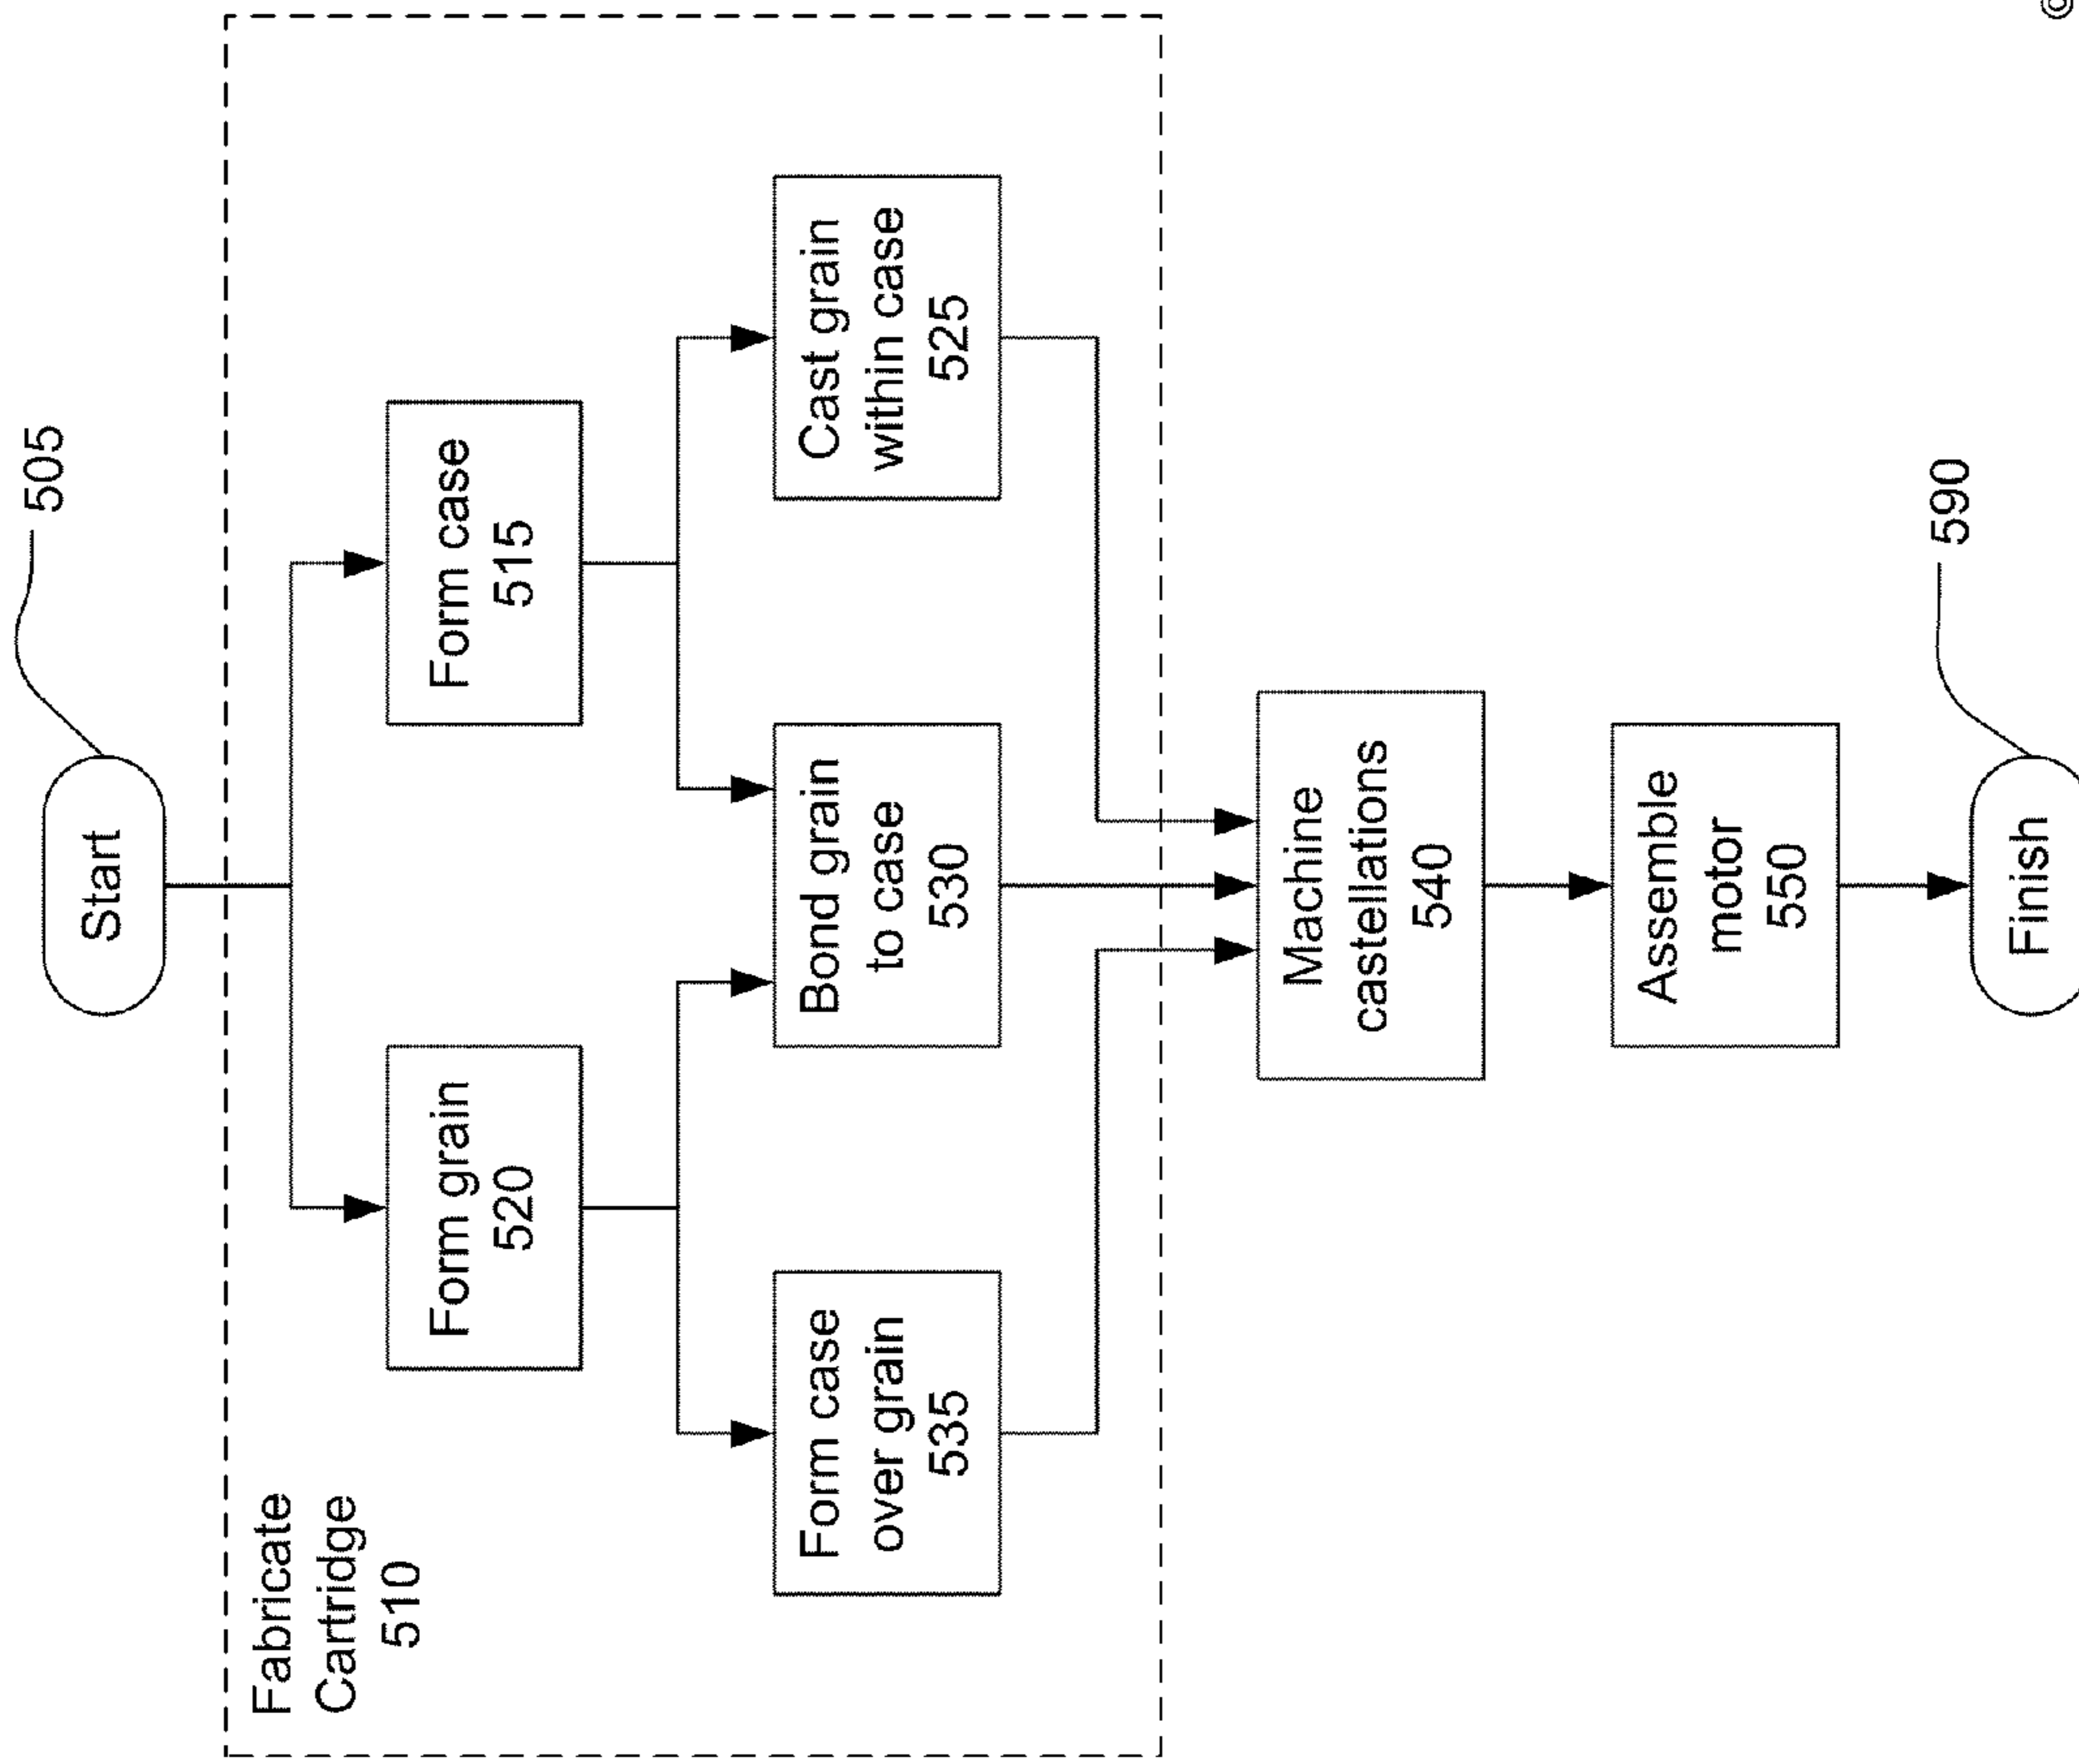 505
Start
Fabricate
Cartridge
510
Form grain
520
Form case
515
Form case
over grain
535
Bond grain
to case
530
Cast grain
within case
525
Machine
castellations
540
Assemble
motor
550
Finish
590
©